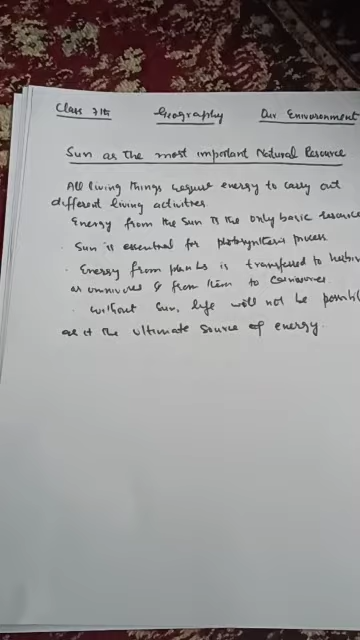 Class 7th Geography Our Environment
Sun as the most important Natural Resource
All living things require energy to carry out
different living activities.
Energy from the Sun is the only basic resource
. Sun is essential for photosynthesis process.
. Energy from plants is transferred to herbiv
or omnivores & from them to carnivores.
. without Sun, life will not be possibl
as it the ultimate source of energy.